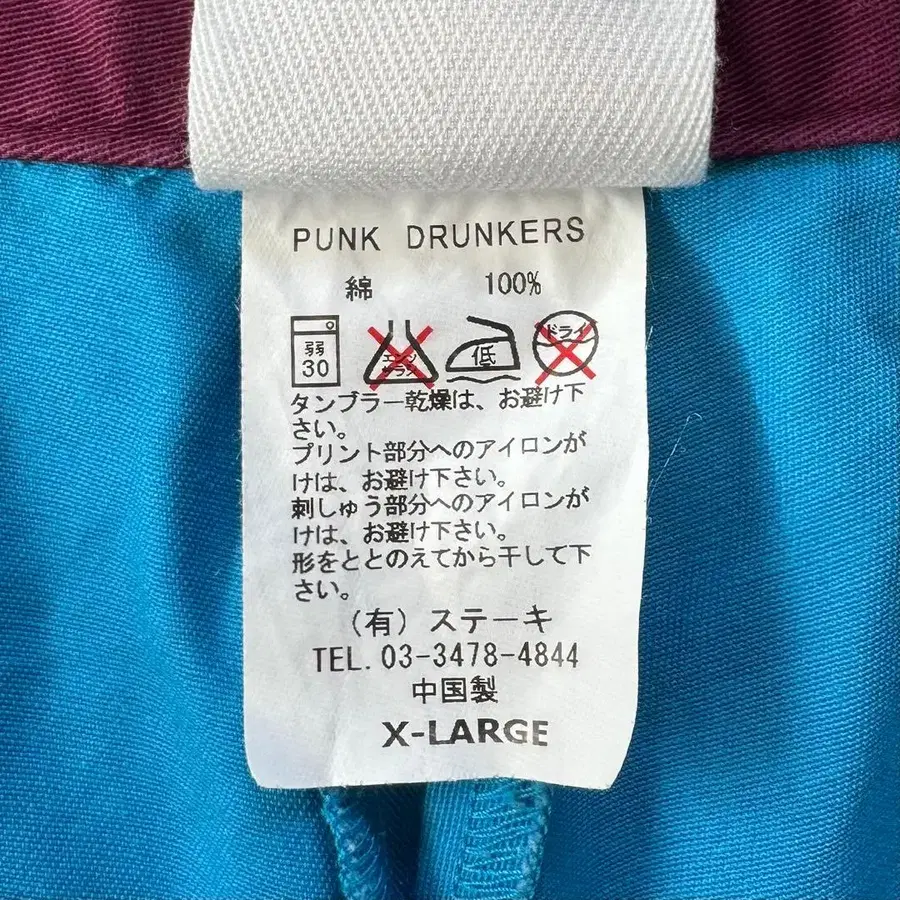 PUNK DRUNKERS
綿 100%
弱 30 エンソサラシ 低 ドライ
タンブラー乾燥は、お避け下
さい。
プリント部分へのアイロンが
けは、お避け下さい。
刺しゅう部分へのアイロンが
けは、お避け下さい。
形をととのえてから干して下
さい。
(有) ステーキ
TEL. 03-3478-4844
中国製
X-LARGE